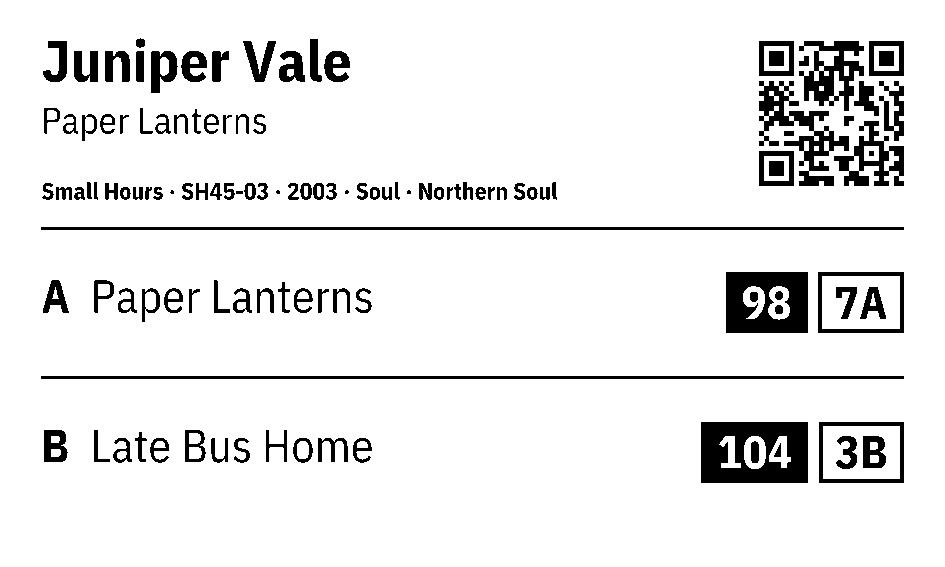 Juniper Vale
Paper Lanterns
Small Hours · SH45-03 · 2003 · Soul · Northern Soul
A Paper Lanterns 98 7A
B Late Bus Home 104 3B